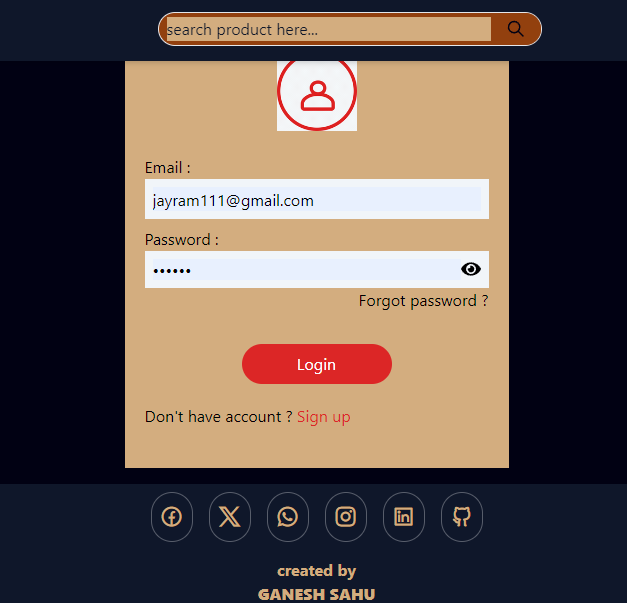 search product here...
Email :
jayram111@gmail.com
Password :
••••••
Forgot password ?
Login
Don't have account ? Sign up
created by
GANESH SAHU